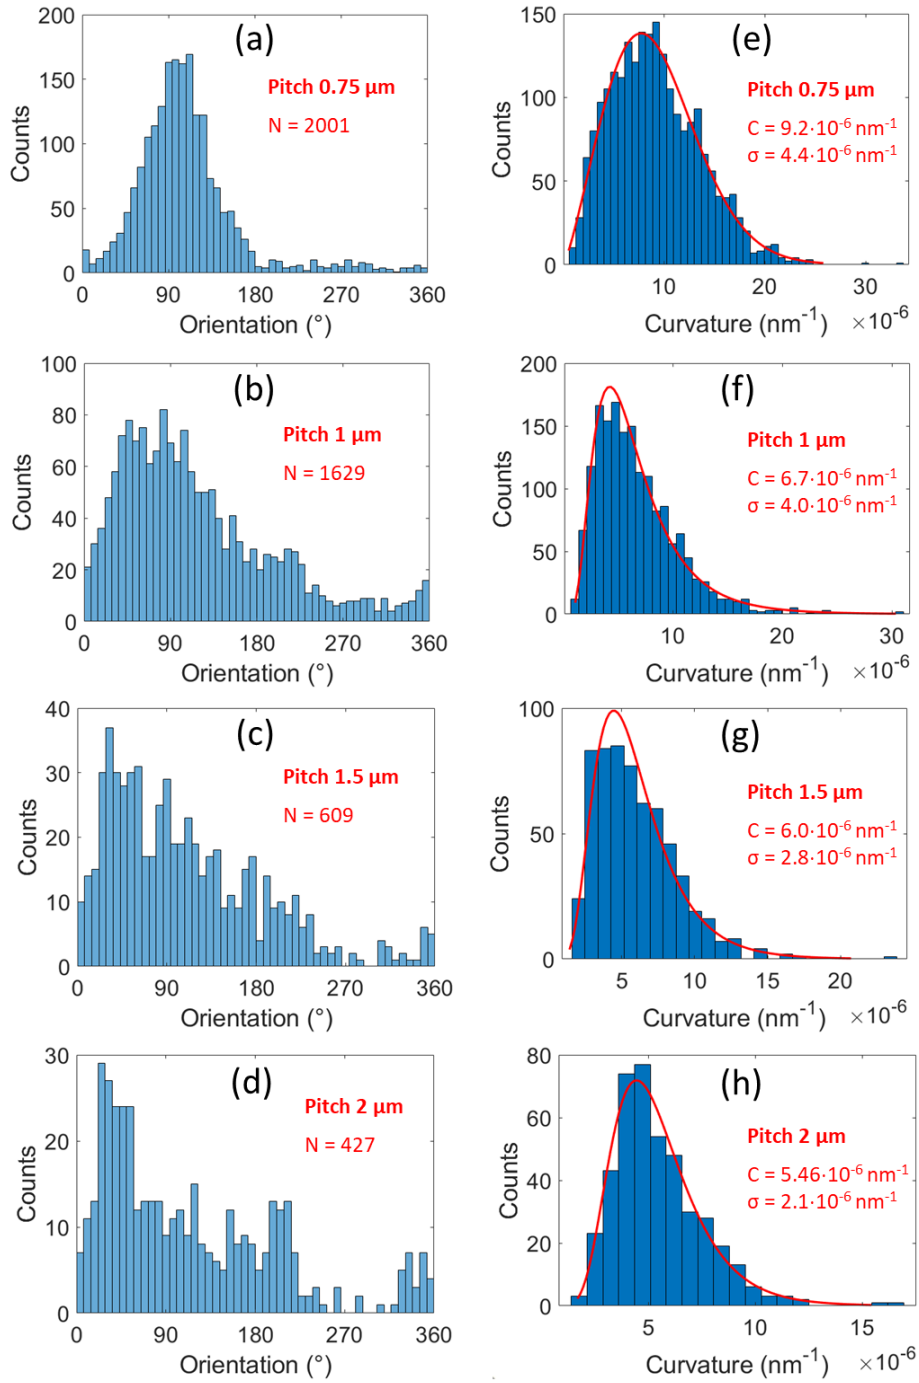 (a)
Pitch 0.75 µm
N = 2001
Counts
200
150
100
50
0
0 90 180 270 360
Orientation (°)
(e)
Pitch 0.75 µm
C = 9.2·10⁻⁶ nm⁻¹
σ = 4.4·10⁻⁶ nm⁻¹
Counts
150
100
50
0
10 20 30
Curvature (nm⁻¹) ×10⁻⁶
(b)
Pitch 1 µm
N = 1629
Counts
100
80
60
40
20
0
0 90 180 270 360
Orientation (°)
(f)
Pitch 1 µm
C = 6.7·10⁻⁶ nm⁻¹
σ = 4.0·10⁻⁶ nm⁻¹
Counts
200
150
100
50
0
10 20 30
Curvature (nm⁻¹) ×10⁻⁶
(c)
Pitch 1.5 µm
N = 609
Counts
40
30
20
10
0
0 90 180 270 360
Orientation (°)
(g)
Pitch 1.5 µm
C = 6.0·10⁻⁶ nm⁻¹
σ = 2.8·10⁻⁶ nm⁻¹
Counts
100
50
0
5 10 15 20
Curvature (nm⁻¹) ×10⁻⁶
(d)
Pitch 2 µm
N = 427
Counts
30
20
10
0
0 90 180 270 360
Orientation (°)
(h)
Pitch 2 µm
C = 5.46·10⁻⁶ nm⁻¹
σ = 2.1·10⁻⁶ nm⁻¹
Counts
80
60
40
20
0
5 10 15
Curvature (nm⁻¹) ×10⁻⁶